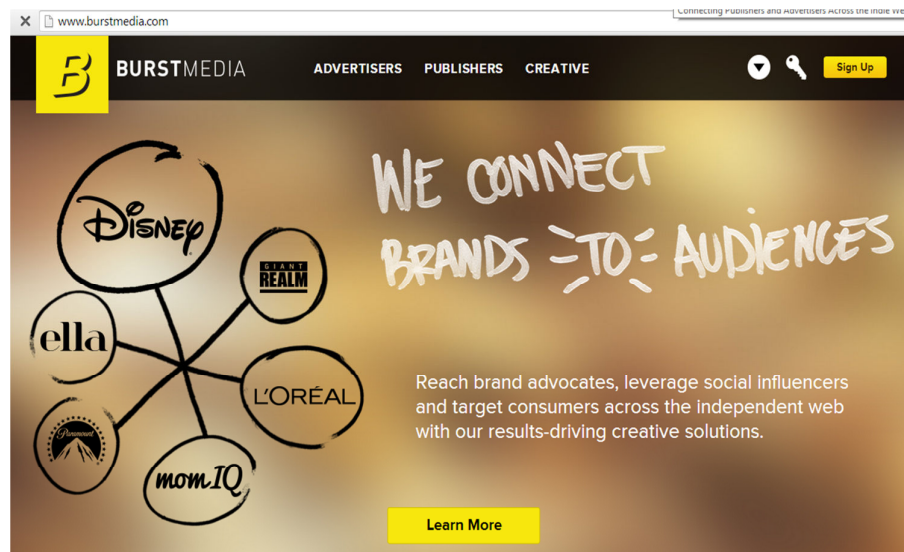 Connecting Publishers and Advertisers Across the Indie We
www.burstmedia.com
B BURSTMEDIA
ADVERTISERS PUBLISHERS CREATIVE
Sign Up
WE CONNECT
BRANDS TO AUDIENCES
Disney
GIANT
REALM
ella
L'ORÉAL
Paramount
mom IQ
Reach brand advocates, leverage social influencers
and target consumers across the independent web
with our results-driving creative solutions.
Learn More